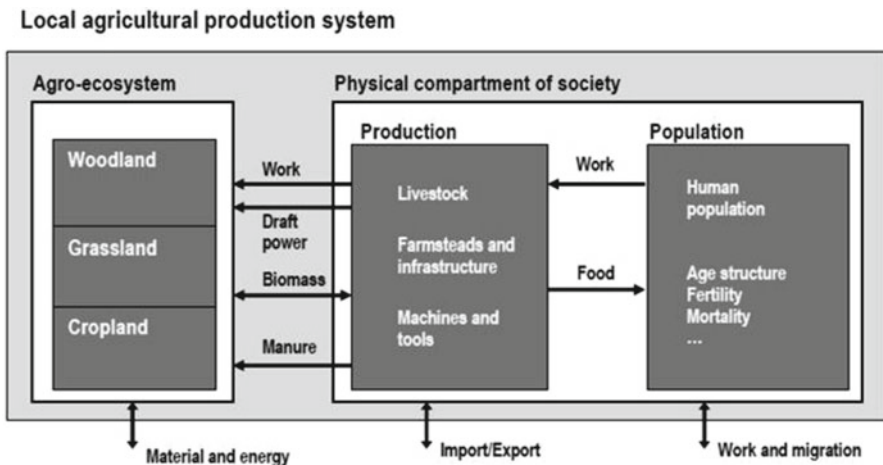 Local agricultural production system
Agro-ecosystem
Physical compartment of society
Woodland
Grassland
Cropland
Work
Draft
power
Biomass
Manure
Production
Livestock
Farmsteads and
infrastructure
Machines and
tools
Work
Food
Population
Human
population
Age structure
Fertility
Mortality
...
Material and energy
Import/Export
Work and migration